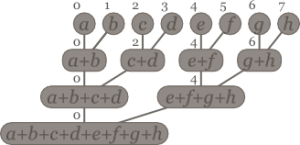 0 1 2 3 4 5 6 7
a b c d e f g h
0 2 4 6
a+b c+d e+f g+h
0 4
a+b+c+d e+f+g+h
0
a+b+c+d+e+f+g+h